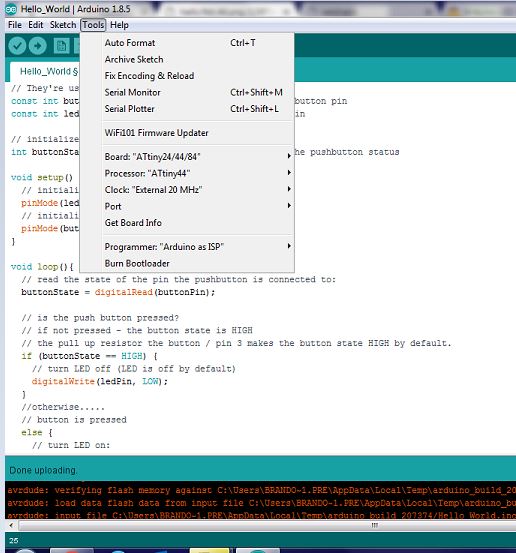 Hello_World | Arduino 1.8.5
File Edit Sketch Tools Help
Auto Format Ctrl+T
Archive Sketch
Fix Encoding & Reload
Serial Monitor Ctrl+Shift+M
Serial Plotter Ctrl+Shift+L
WiFi101 Firmware Updater
Board: "ATtiny24/44/84"
Processor: "ATtiny44"
Clock: "External 20 MHz"
Port
Get Board Info
Programmer: "Arduino as ISP"
Burn Bootloader
Hello_World §
// They're us
const int but button pin
const int led in
// initialize
int buttonSta he pushbutton status
void setup()
// initiali
pinMode(led
// initiali
pinMode(but
}
void loop(){
// read the state of the pin the pushbutton is connected to:
buttonState = digitalRead(buttonPin);
// is the push button pressed?
// if not pressed - the button state is HIGH
// the pull up resistor the button / pin 3 makes the button state HIGH by default.
if (buttonState == HIGH) {
// turn LED off (LED is off by default)
digitalWrite(ledPin, LOW);
}
//otherwise.....
// button is pressed
else {
// turn LED on:
Done uploading.
avrdude: verifying flash memory against C:\Users\BRANDO~1.PRE\AppData\Local\Temp\arduino_build_20
avrdude: load data flash data from input file C:\Users\BRANDO~1.PRE\AppData\Local\Temp\arduino_bu
avrdude: input file C:\Users\BRANDO~1.PRE\AppData\Local\Temp\arduino_build_207374/Hello_World.ino
25